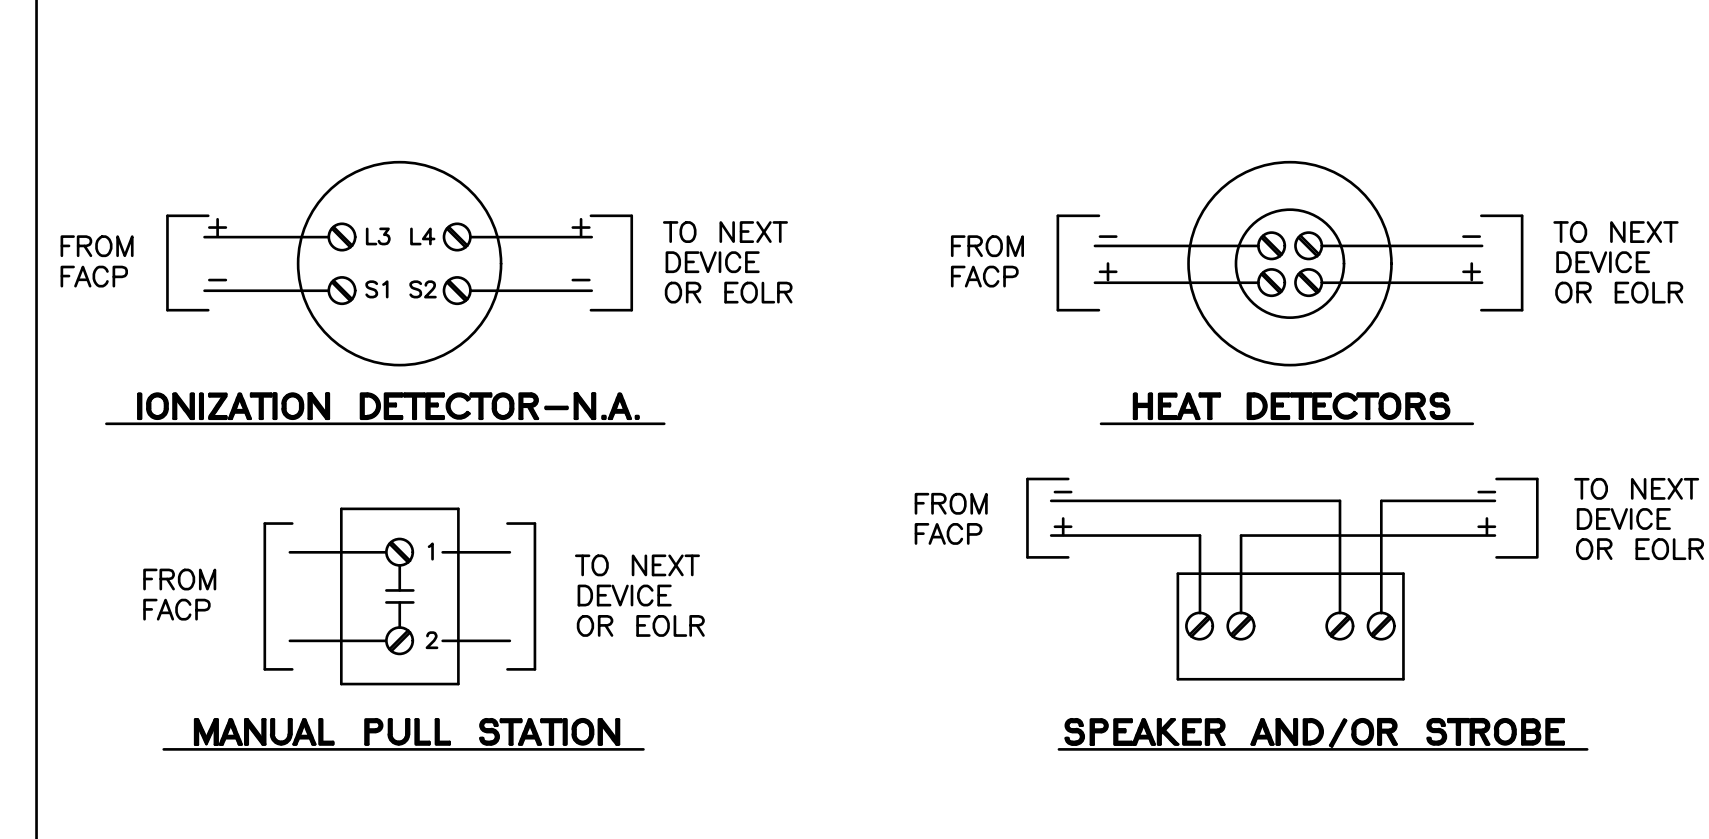 FROM
FACP
+
−
L3 L4
S1 S2
+
−
TO NEXT
DEVICE
OR EOLR
IONIZATION DETECTOR−N.A.
FROM
FACP
−
+
−
+
TO NEXT
DEVICE
OR EOLR
HEAT DETECTORS
FROM
FACP
1
2
TO NEXT
DEVICE
OR EOLR
MANUAL PULL STATION
FROM
FACP
−
+
−
+
TO NEXT
DEVICE
OR EOLR
SPEAKER AND/OR STROBE